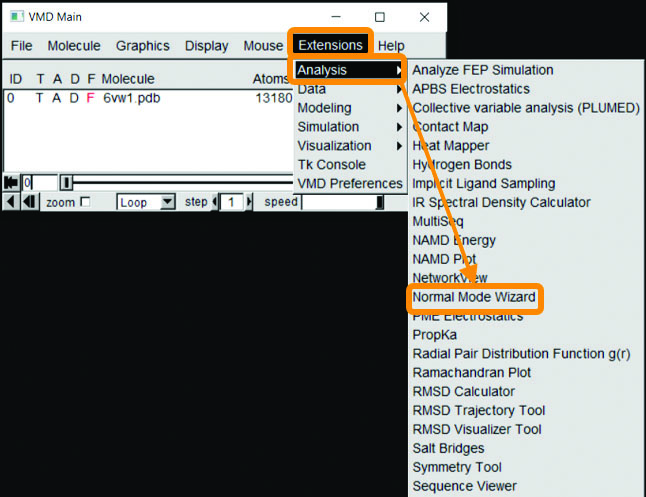 VMD Main
File Molecule Graphics Display Mouse Extensions Help
ID T A D F Molecule Atoms
0 T A D F 6vw1.pdb 13180
0
zoom Loop step 1 speed
Analysis
Data
Modeling
Simulation
Visualization
Tk Console
VMD Preferences
Analyze FEP Simulation
APBS Electrostatics
Collective variable analysis (PLUMED)
Contact Map
Heat Mapper
Hydrogen Bonds
Implicit Ligand Sampling
IR Spectral Density Calculator
MultiSeq
NAMD Energy
NAMD Plot
NetworkView
Normal Mode Wizard
PME Electrostatics
PropKa
Radial Pair Distribution Function g(r)
Ramachandran Plot
RMSD Calculator
RMSD Trajectory Tool
RMSD Visualizer Tool
Salt Bridges
Symmetry Tool
Sequence Viewer